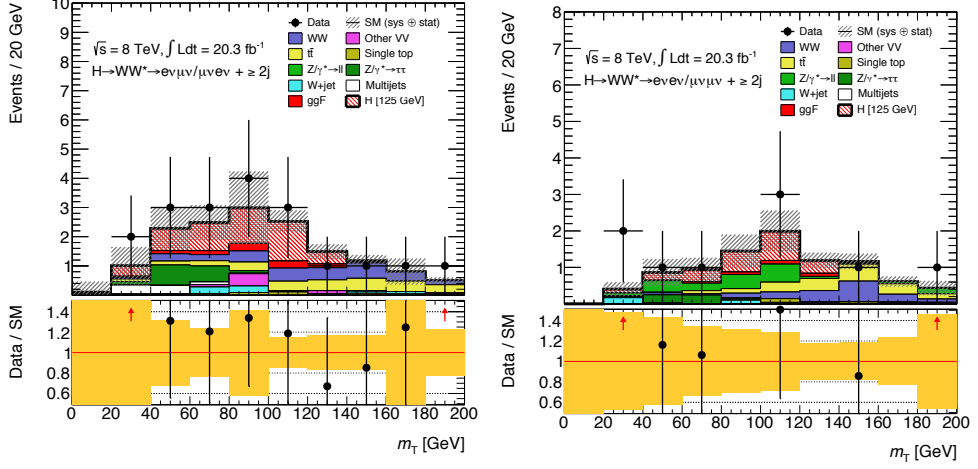 Events / 20 GeV
10
9
8
7
6
5
4
3
2
1
√s = 8 TeV, ∫ Ldt = 20.3 fb⁻¹
H→WW*→eνμν/μνeν + ≥ 2j
Data
SM (sys ⊕ stat)
WW
Other VV
tt̄
Single top
Z/γ*→ll
Z/γ*→ττ
W+jet
Multijets
ggF
H [125 GeV]
Data / SM
1.4
1.2
1
0.8
0.6
0 20 40 60 80 100 120 140 160 180 200
m_T [GeV]
Events / 20 GeV
8
7
6
5
4
3
2
1
√s = 8 TeV, ∫ Ldt = 20.3 fb⁻¹
H→WW*→eνeν/μνμν + ≥ 2j
Data
SM (sys ⊕ stat)
WW
Other VV
tt̄
Single top
Z/γ*→ll
Z/γ*→ττ
W+jet
Multijets
ggF
H [125 GeV]
Data / SM
1.4
1.2
1
0.8
0.6
0 20 40 60 80 100 120 140 160 180 200
m_T [GeV]